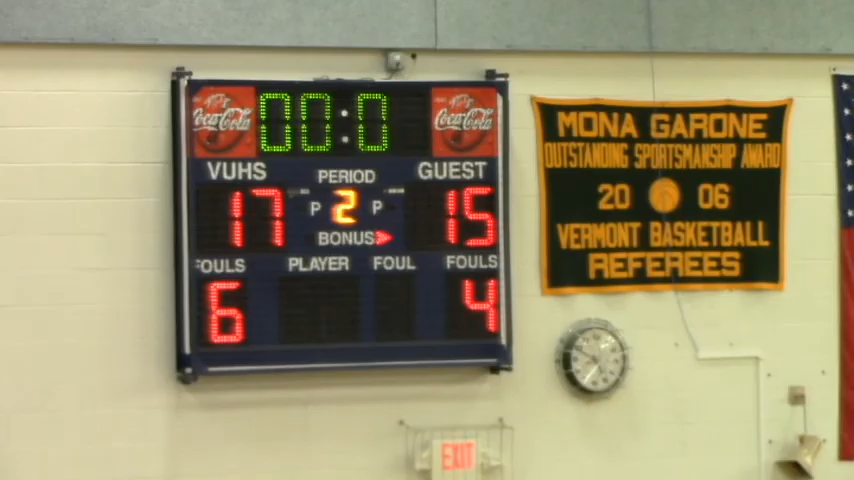 Coca-Cola 00:0 Coca-Cola
VUHS PERIOD GUEST
17 P 2 P 15
BONUS
FOULS PLAYER FOUL FOULS
6 4
MONA GARONE
OUTSTANDING SPORTSMANSHIP AWARD
20 06
VERMONT BASKETBALL
REFEREES
EXIT